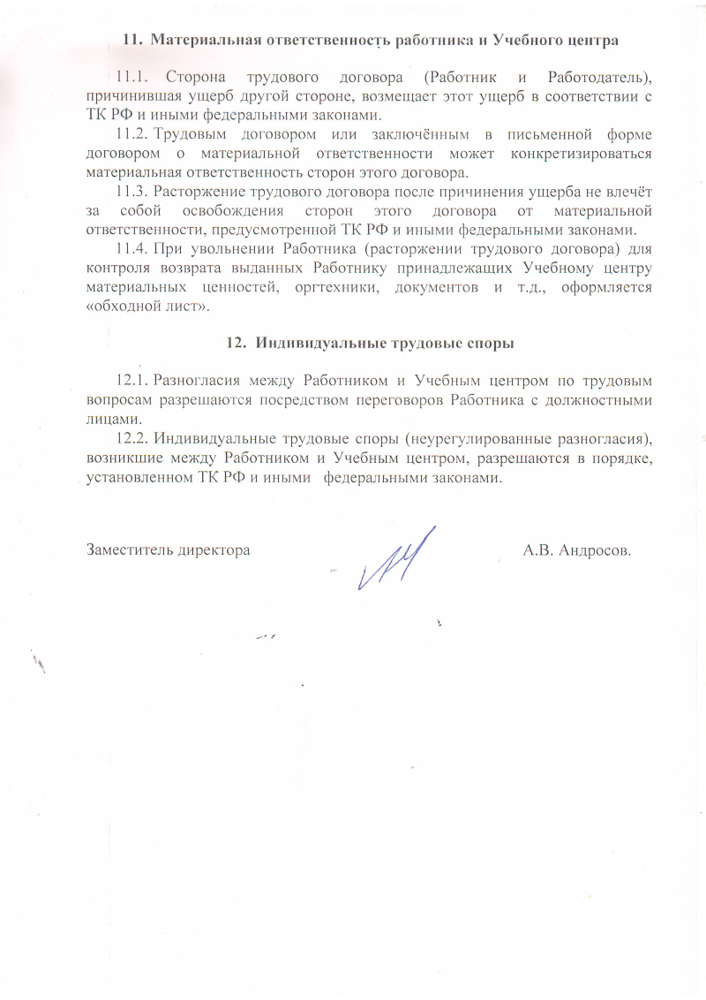 11. Материальная ответственность работника и Учебного центра
11.1. Сторона трудового договора (Работник и Работодатель),
причинившая ущерб другой стороне, возмещает этот ущерб в соответствии с
ТК РФ и иными федеральными законами.
11.2. Трудовым договором или заключённым в письменной форме
договором о материальной ответственности может конкретизироваться
материальная ответственность сторон этого договора.
11.3. Расторжение трудового договора после причинения ущерба не влечёт
за собой освобождения сторон этого договора от материальной
ответственности, предусмотренной ТК РФ и иными федеральными законами.
11.4. При увольнении Работника (расторжении трудового договора) для
контроля возврата выданных Работнику принадлежащих Учебному центру
материальных ценностей, оргтехники, документов и т.д., оформляется
«обходной лист».
12. Индивидуальные трудовые споры
12.1. Разногласия между Работником и Учебным центром по трудовым
вопросам разрешаются посредством переговоров Работника с должностными
лицами.
12.2. Индивидуальные трудовые споры (неурегулированные разногласия),
возникшие между Работником и Учебным центром, разрешаются в порядке,
установленном ТК РФ и иными федеральными законами.
Заместитель директора А.В. Андросов.